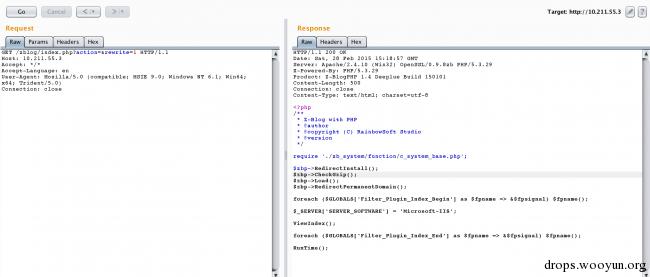 Go Cancel < | ▾ > | ▾ Target: http://10.211.55.3 ?
Request
Raw Params Headers Hex
GET /zblog/index.php?action=&rewrite=1 HTTP/1.1
Host: 10.211.55.3
Accept: */*
Accept-Language: en
User-Agent: Mozilla/5.0 (compatible; MSIE 9.0; Windows NT 6.1; Win64;
x64; Trident/5.0)
Connection: close
Response
Raw Headers Hex
HTTP/1.1 200 OK
Date: Sat, 28 Feb 2015 15:18:57 GMT
Server: Apache/2.4.10 (Win32) OpenSSL/0.9.8zb PHP/5.3.29
X-Powered-By: PHP/5.3.29
Product: Z-BlogPHP 1.4 Deeplue Build 150101
Content-Length: 500
Connection: close
Content-Type: text/html; charset=utf-8
<?php
/**
* Z-Blog with PHP
* @author
* @copyright (C) RainbowSoft Studio
* @version
*/
require './zb_system/function/c_system_base.php';
$zbp->RedirectInstall();
$zbp->CheckGzip();
$zbp->Load();
$zbp->RedirectPermanentDomain();
foreach ($GLOBALS['Filter_Plugin_Index_Begin'] as $fpname => &$fpsignal) $fpname();
$_SERVER['SERVER_SOFTWARE'] = 'Microsoft-IIS';
ViewIndex();
foreach ($GLOBALS['Filter_Plugin_Index_End'] as $fpname => &$fpsignal) $fpname();
RunTime();
drops.wooyun.org